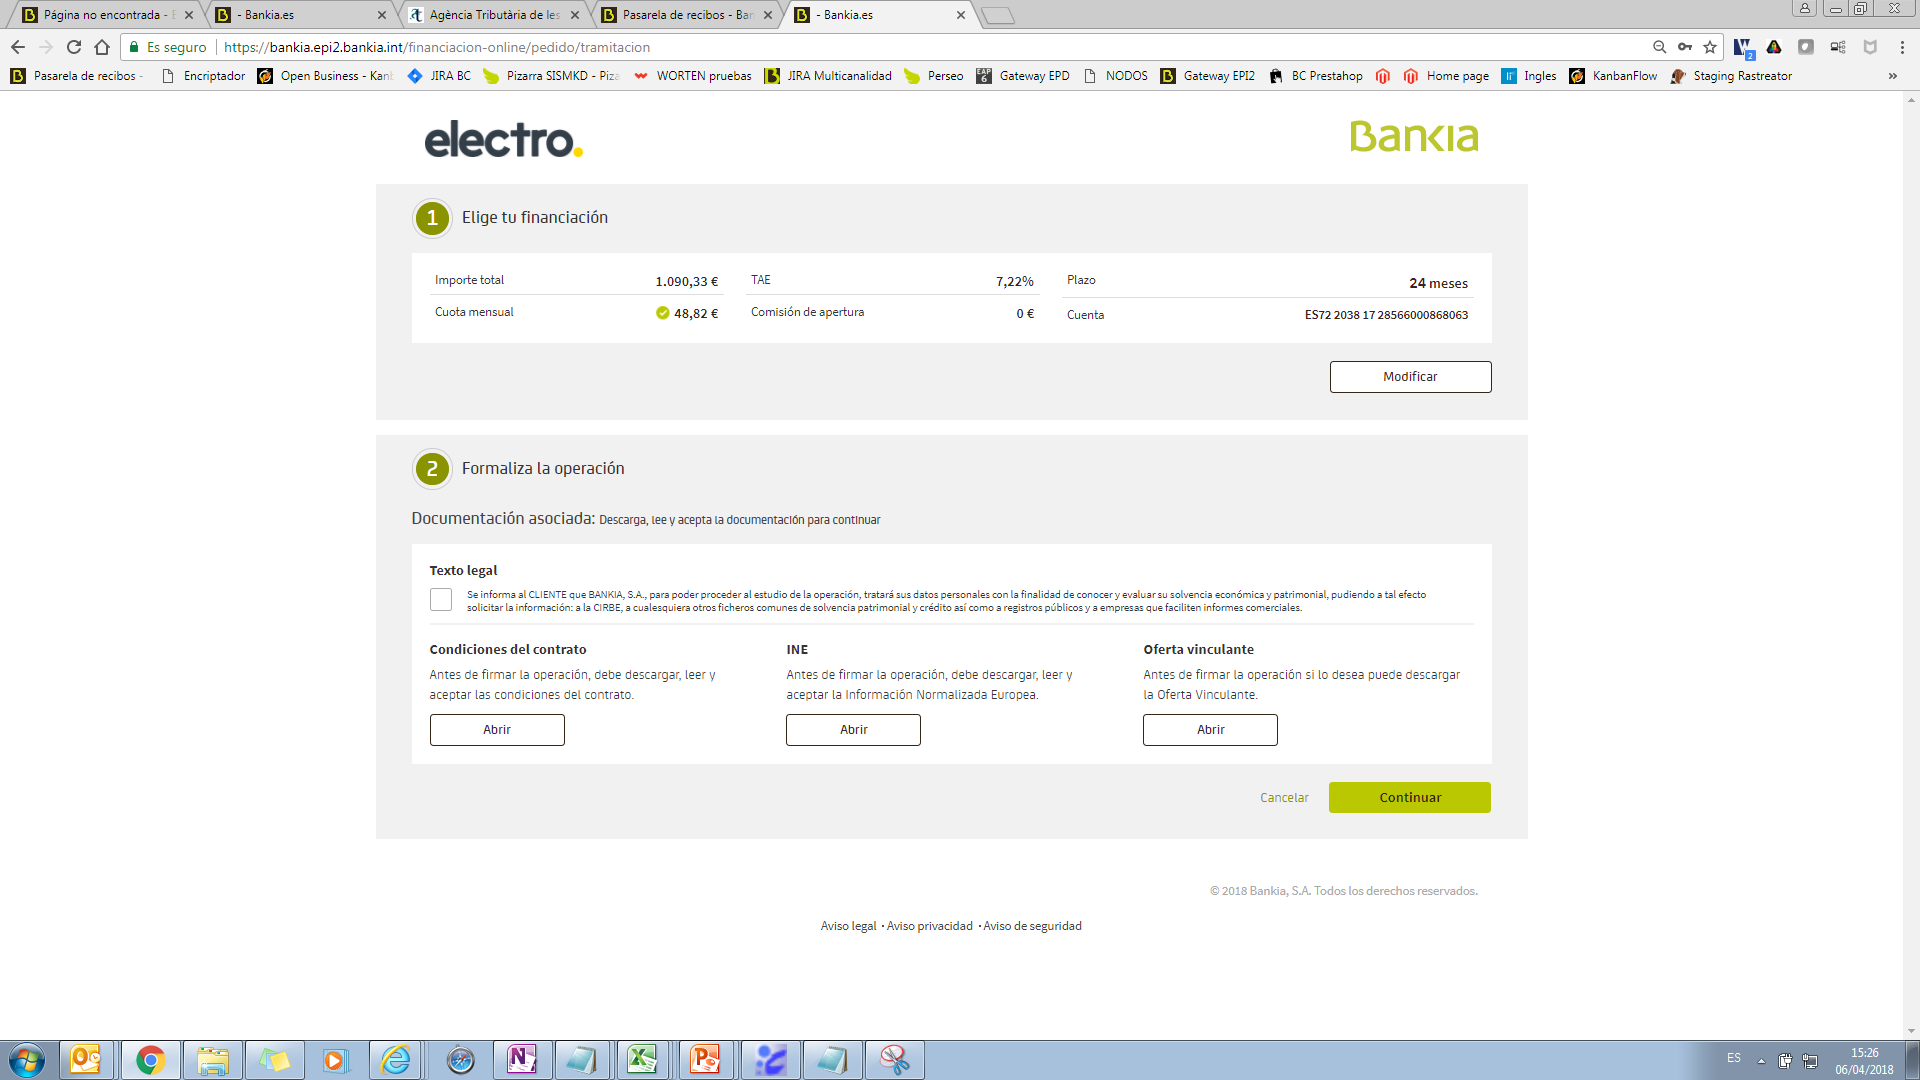 Página no encontrada - B
- Bankia.es
Agència Tributària de les
Pasarela de recibos - Ban
- Bankia.es
Es seguro
https://bankia.epi2.bankia.int/financiacion-online/pedido/tramitacion
Pasarela de recibos -
Encriptador
Open Business - Kanb
JIRA BC
Pizarra SISMKD - Piza
WORTEN pruebas
JIRA Multicanalidad
Perseo
Gateway EPD
NODOS
Gateway EPI2
BC Prestahop
Home page
Ingles
KanbanFlow
Staging Rastreator
electro.
Bankia
1 Elige tu financiación
Importe total 1.090,33 €
TAE 7,22%
Plazo 24 meses
Cuota mensual 48,82 €
Comisión de apertura 0 €
Cuenta ES72 2038 17 28566000868063
Modificar
2 Formaliza la operación
Documentación asociada: Descarga, lee y acepta la documentación para continuar
Texto legal
Se informa al CLIENTE que BANKIA, S.A., para poder proceder al estudio de la operación, tratará sus datos personales con la finalidad de conocer y evaluar su solvencia económica y patrimonial, pudiendo a tal efecto
solicitar la información: a la CIRBE, a cualesquiera otros ficheros comunes de solvencia patrimonial y crédito así como a registros públicos y a empresas que faciliten informes comerciales.
Condiciones del contrato
Antes de firmar la operación, debe descargar, leer y
aceptar las condiciones del contrato.
Abrir
INE
Antes de firmar la operación, debe descargar, leer y
aceptar la Información Normalizada Europea.
Abrir
Oferta vinculante
Antes de firmar la operación si lo desea puede descargar
la Oferta Vinculante.
Abrir
Cancelar
Continuar
© 2018 Bankia, S.A. Todos los derechos reservados.
Aviso legal · Aviso privacidad · Aviso de seguridad
ES
15:26
06/04/2018